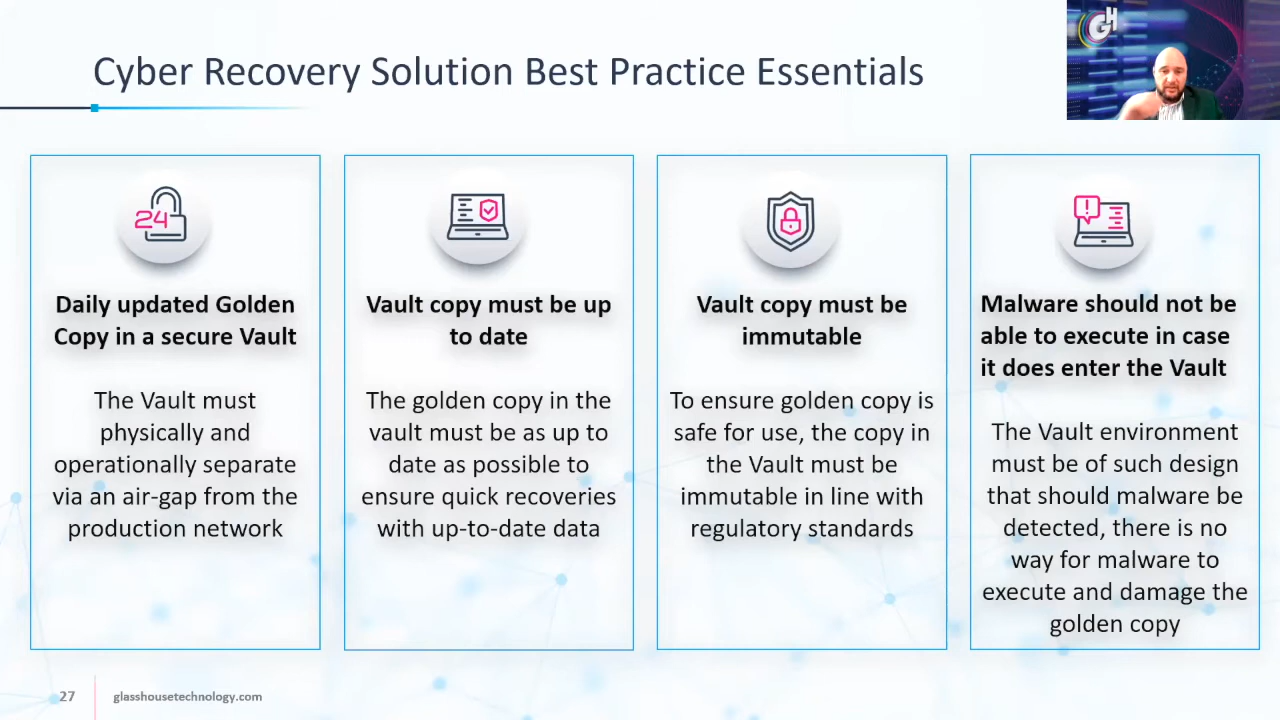 Cyber Recovery Solution Best Practice Essentials
GH
24
Daily updated Golden
Copy in a secure Vault
The Vault must
physically and
operationally separate
via an air-gap from the
production network
Vault copy must be up
to date
The golden copy in the
vault must be as up to
date as possible to
ensure quick recoveries
with up-to-date data
Vault copy must be
immutable
To ensure golden copy is
safe for use, the copy in
the Vault must be
immutable in line with
regulatory standards
!
Malware should not be
able to execute in case
it does enter the Vault
The Vault environment
must be of such design
that should malware be
detected, there is no
way for malware to
execute and damage the
golden copy
27
glasshousetechnology.com